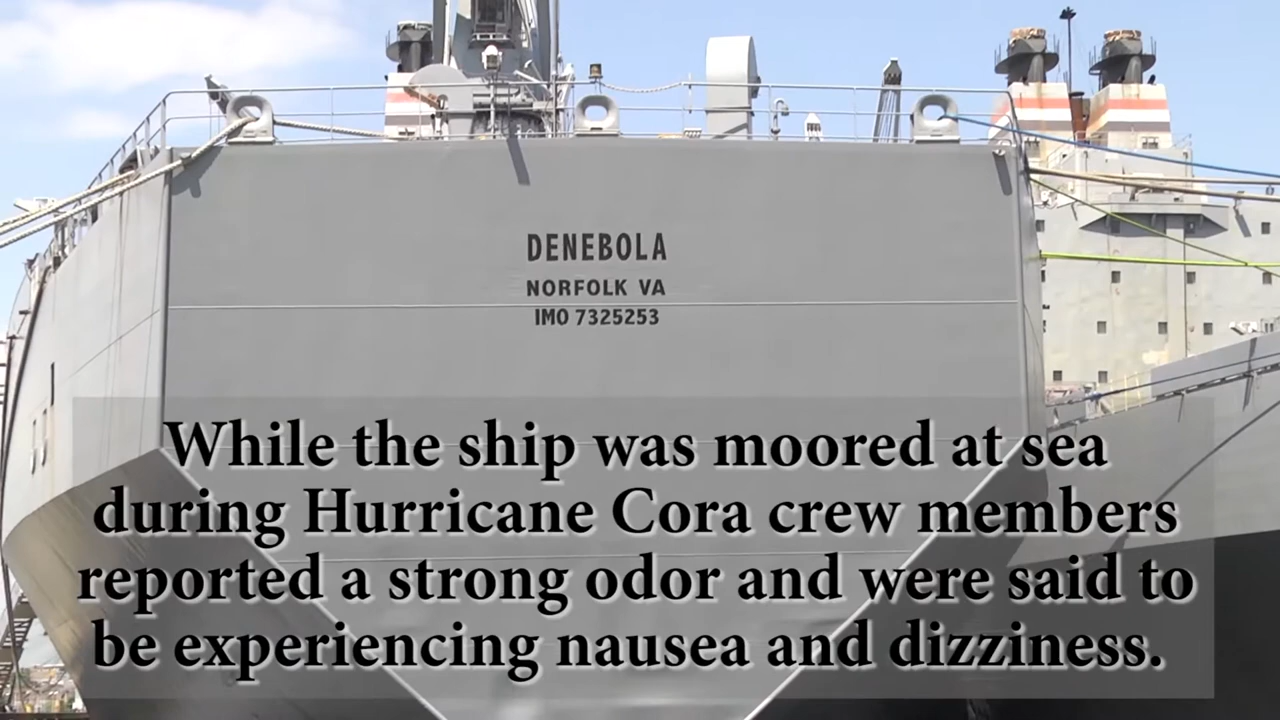 DENEBOLA
NORFOLK VA
IMO 7325253
While the ship was moored at sea
during Hurricane Cora crew members
reported a strong odor and were said to
be experiencing nausea and dizziness.